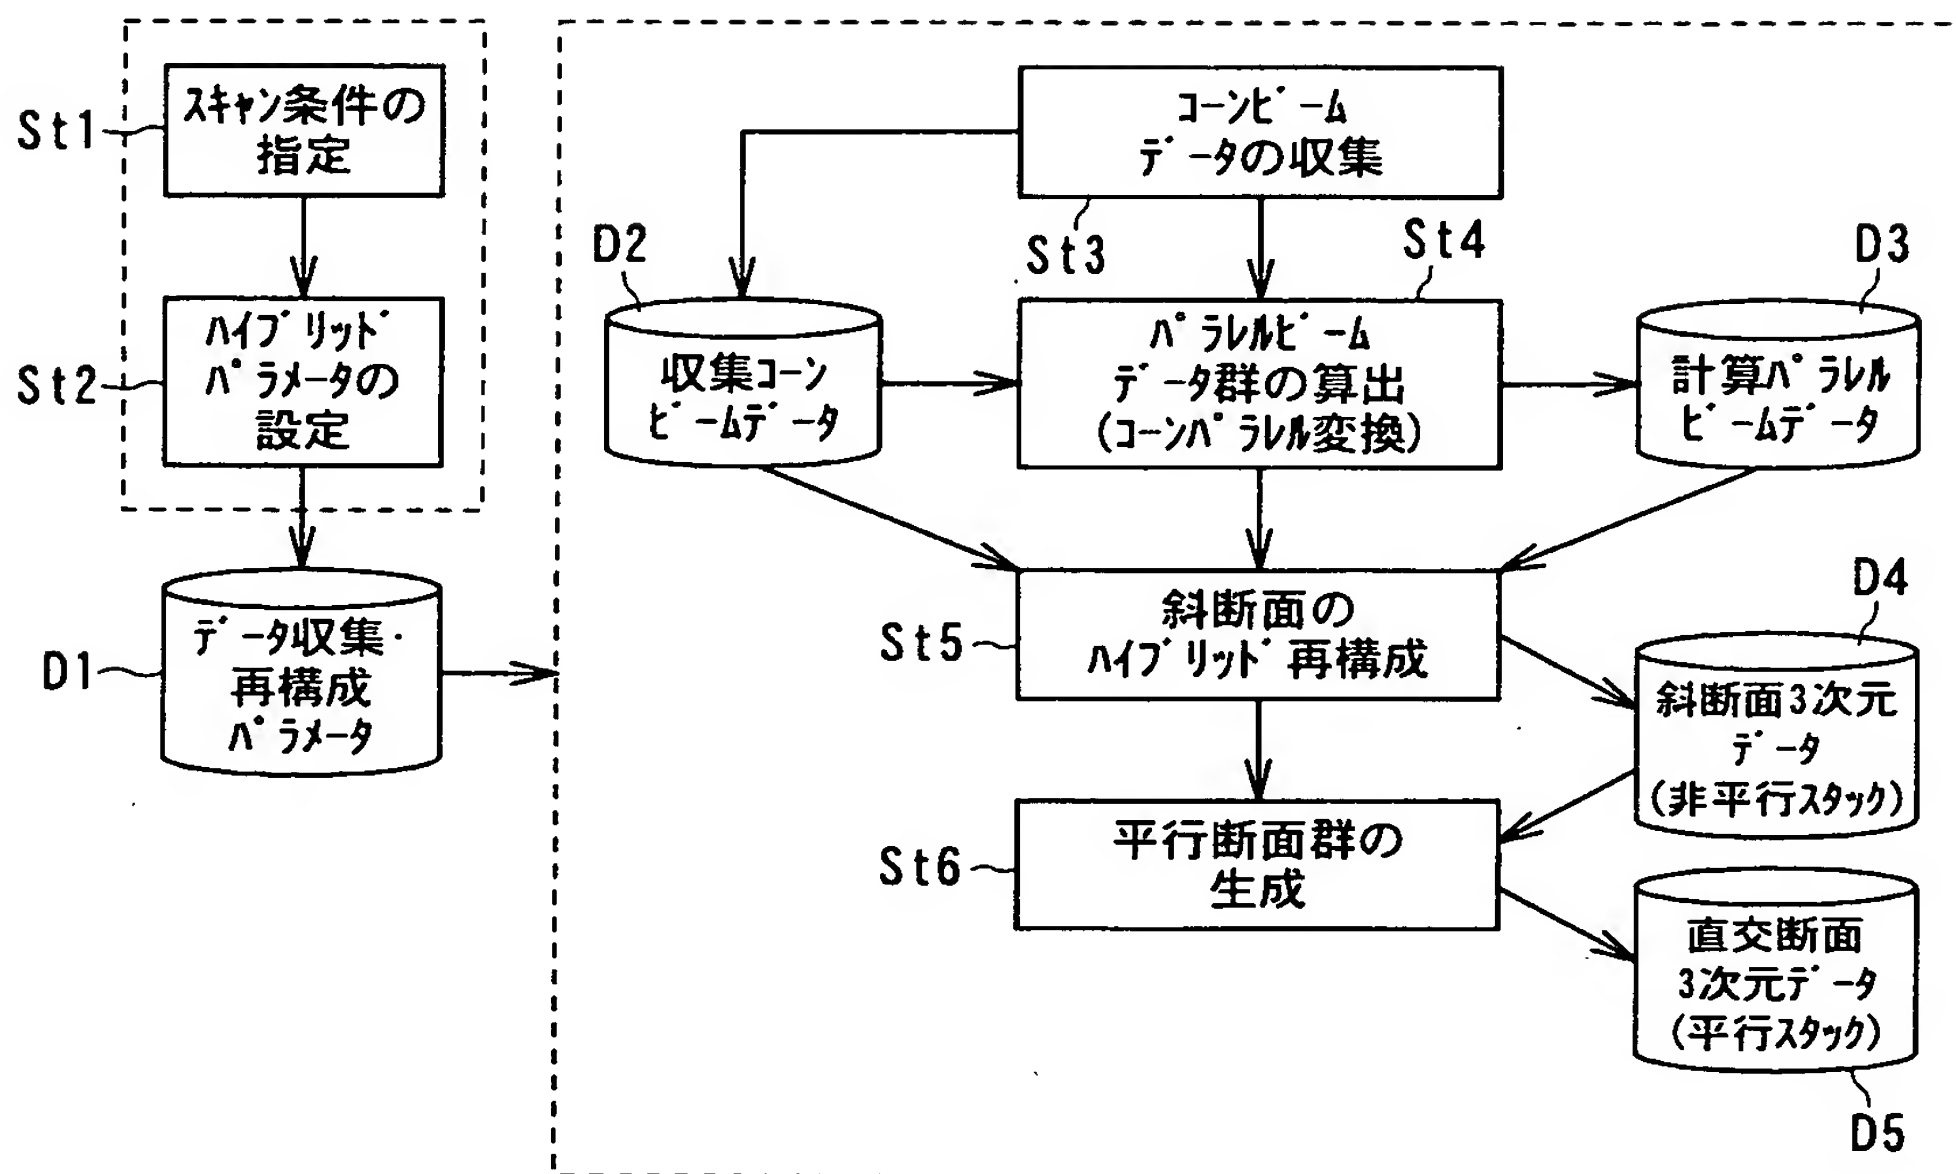 St1
スキャン条件の
指定
St2
ハイブリッド
パラメータの
設定
D1
データ収集・
再構成
パラメータ
コーンビーム
データの収集
St3
D2
収集コーン
ビームデータ
St4
パラレルビーム
データ群の算出
(コーンパラレル変換)
D3
計算パラレル
ビームデータ
St5
斜断面の
ハイブリッド再構成
D4
斜断面3次元
データ
(非平行スタック)
St6
平行断面群の
生成
直交断面
3次元データ
(平行スタック)
D5